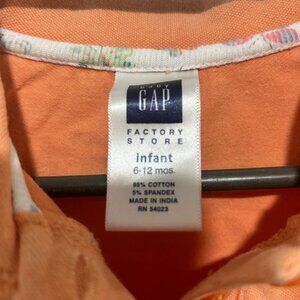 baby
GAP
FACTORY
STORE
infant
6-12 mos.
95% COTTON
5% SPANDEX
MADE IN INDIA
RN 54023